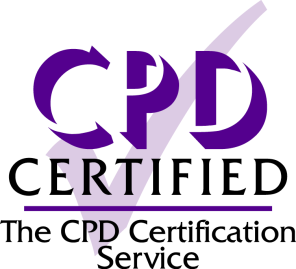 CPD
CERTIFIED
The CPD Certification
Service